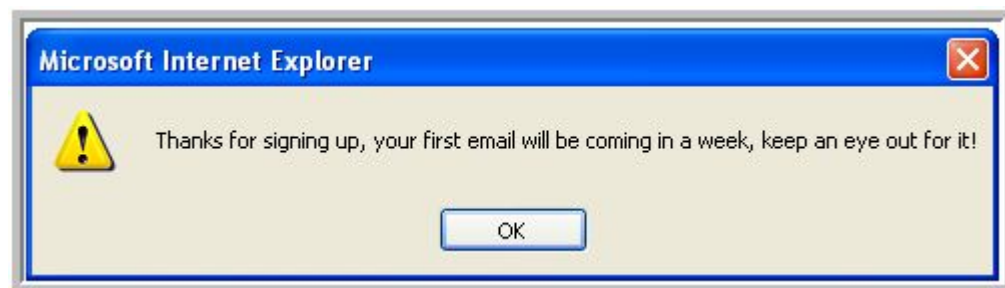 Microsoft Internet Explorer
Thanks for signing up, your first email will be coming in a week, keep an eye out for it!
OK